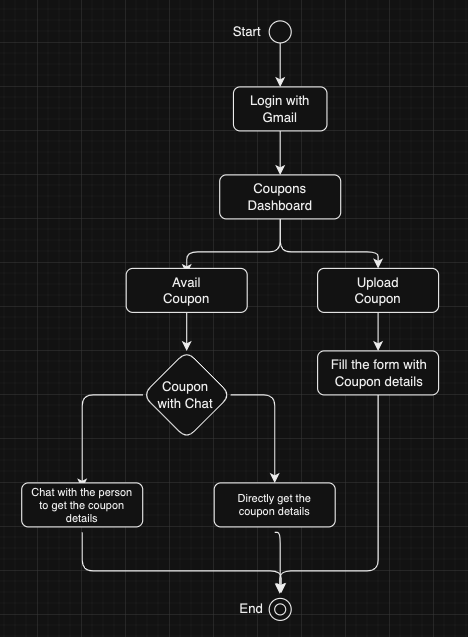 Start
Login with
Gmail
Coupons
Dashboard
Avail
Coupon
Upload
Coupon
Fill the form with
Coupon details
Coupon
with Chat
Chat with the person
to get the coupon
details
Directly get the
coupon details
End